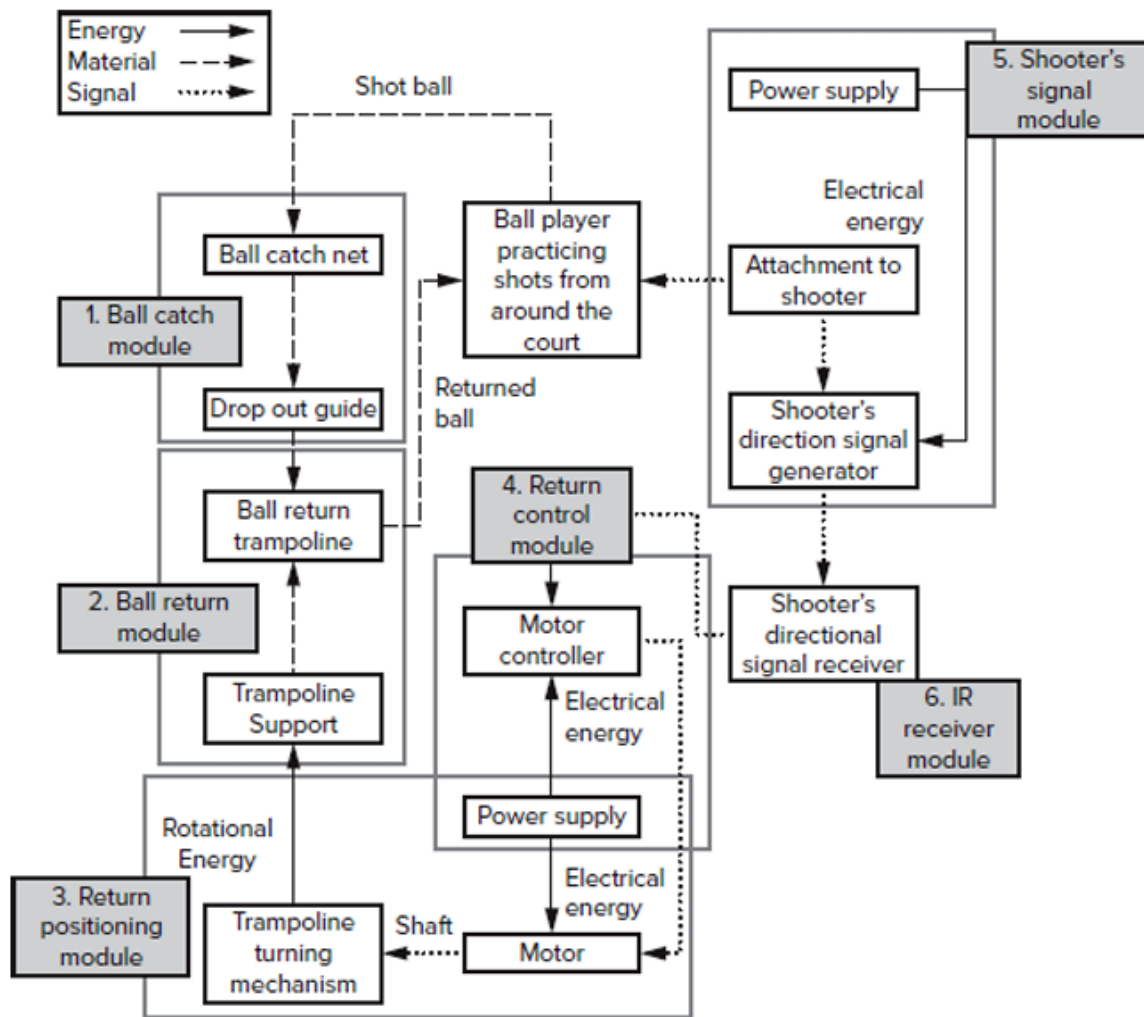 Energy
Material
Signal
Shot ball
Power supply
5. Shooter's
signal
module
Electrical
energy
Ball catch net
Ball player
practicing
shots from
around the
court
Attachment to
shooter
1. Ball catch
module
Returned
ball
Drop out guide
Shooter's
direction signal
generator
4. Return
control
module
Ball return
trampoline
2. Ball return
module
Motor
controller
Shooter's
directional
signal receiver
Trampoline
Support
Electrical
energy
6. IR
receiver
module
Power supply
Rotational
Energy
Electrical
energy
3. Return
positioning
module
Trampoline
turning
mechanism
Shaft
Motor